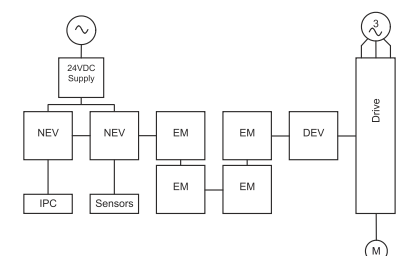 3
24VDC
Supply
NEV
NEV
EM
EM
DEV
Drive
EM
EM
IPC
Sensors
M